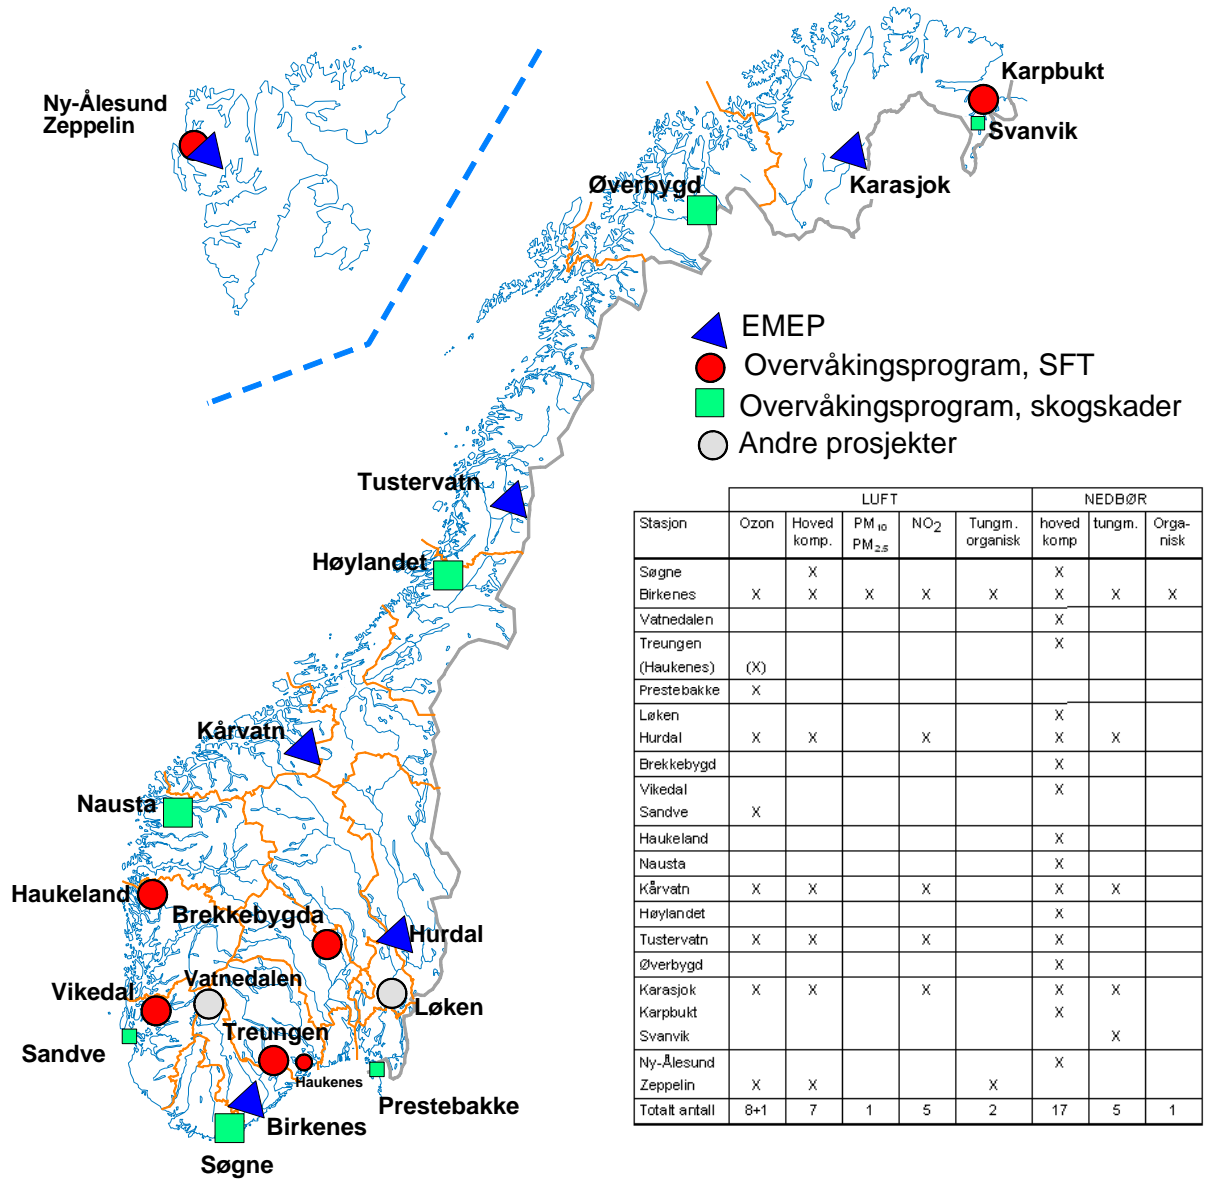 Ny-Ålesund
Zeppelin
Karpbukt
Svanvik
Karasjok
Øverbygd
EMEP
Overvåkingsprogram, SFT
Overvåkingsprogram, skogskader
Andre prosjekter
Tustervatn
Høylandet
Kårvatn
Nausta
Haukeland
Brekkebygda
Hurdal
Vatnedalen
Vikedal
Løken
Treungen
Sandve
Haukenes
Prestebakke
Birkenes
Søgne
LUFT NEDBØR
Stasjon Ozon Hoved komp. PM10 PM2.5 NO2 Tungm. organisk hoved komp tungm. Orga-nisk
Søgne X X
Birkenes X X X X X X X X
Vatnedalen X
Treungen X
(Haukenes) (X)
Prestebakke X
Løken X
Hurdal X X X X X
Brekkebygd X
Vikedal X
Sandve X
Haukeland X
Nausta X
Kårvatn X X X X X
Høylandet X
Tustervatn X X X X
Øverbygd X
Karasjok X X X X X
Karpbukt X
Svanvik X
Ny-Ålesund X
Zeppelin X X X
Totalt antall 8+1 7 1 5 2 17 5 1